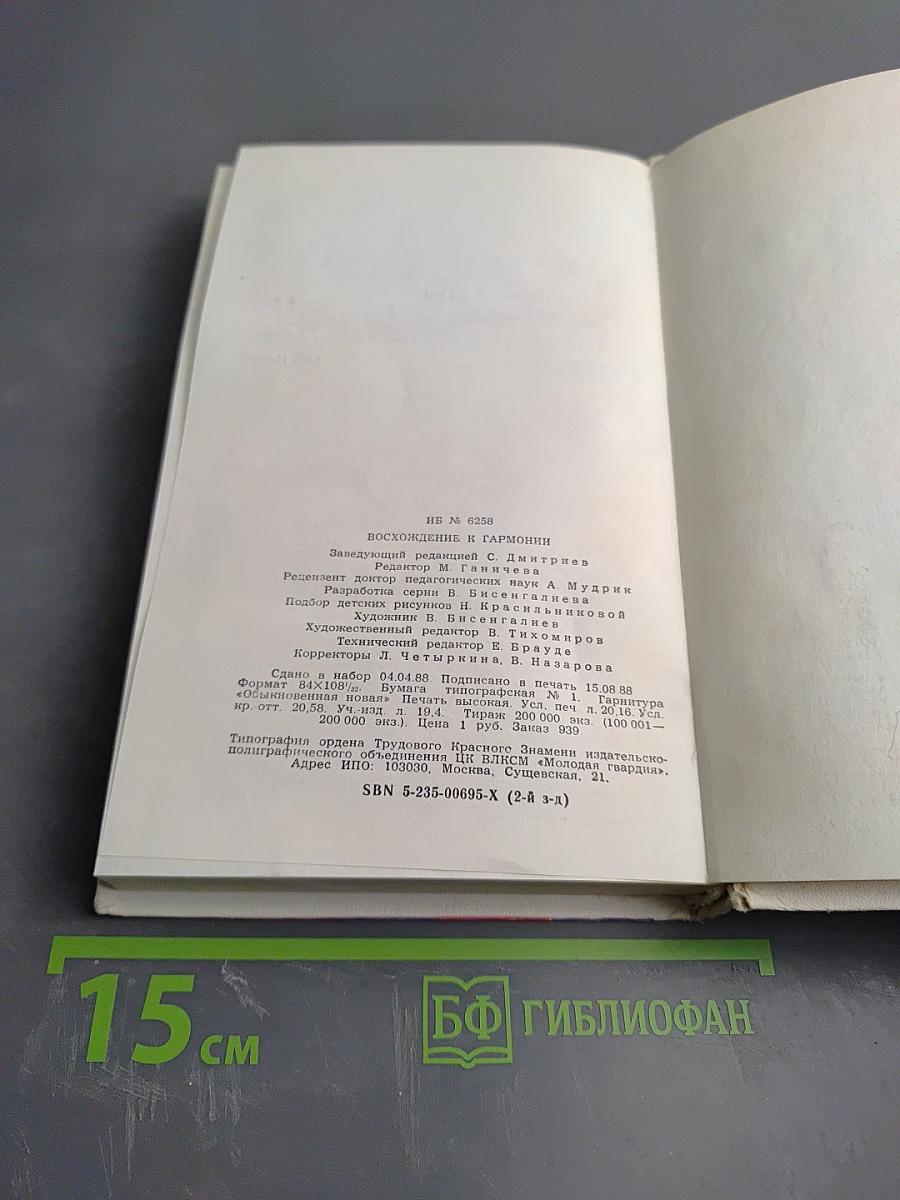 ИБ № 6258
ВОСХОЖДЕНИЕ К ГАРМОНИИ
Заведующий редакцией С. Дмитриев
Редактор М. Ганичева
Рецензент доктор педагогических наук А. Мудрик
Разработка серии В. Бисенгалиева
Подбор детских рисунков Н. Красильниковой
Художник В. Бисенгалиев
Художественный редактор В. Тихомиров
Технический редактор Е. Брауде
Корректоры Л. Четыркина, В. Назарова
Сдано в набор 04.04.88. Подписано в печать 15.08.88
Формат 84×108¹/₃₂. Бумага типографская № 1. Гарнитура
«Обыкновенная новая» Печать высокая. Усл. печ. л. 20,16. Усл.
кр.-отт. 20,58. Уч.-изд. л. 19,4. Тираж 200 000 экз. (100 001—
200 000 экз.). Цена 1 руб. Заказ 939.
Типография ордена Трудового Красного Знамени издательско-
полиграфического объединения ЦК ВЛКСМ «Молодая гвардия».
Адрес ИПО: 103030, Москва, Сущевская, 21.
SBN 5-235-00695-X (2-й з-д)
15 см
БФ ГИБЛИОФАН